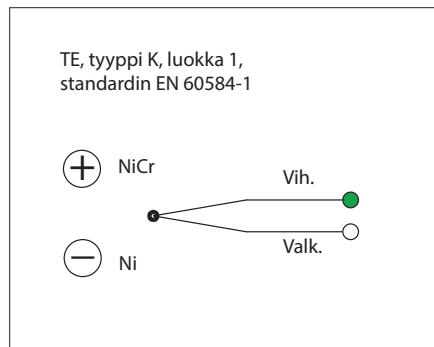 TE, tyyppi K, luokka 1,
standardin EN 60584-1
+ NiCr
Vih.
Valk.
− Ni